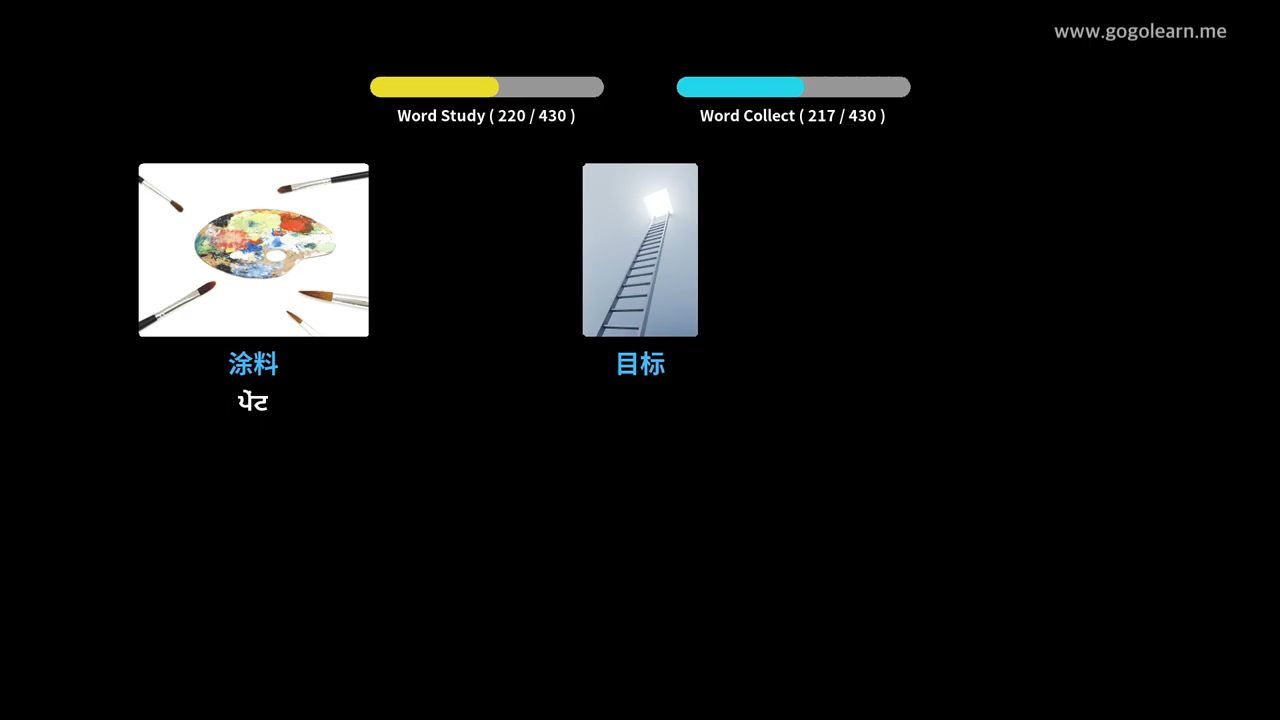 www.gogolearn.me
Word Study ( 220 / 430 )
Word Collect ( 217 / 430 )
涂料
目标
ਪੇਂਟ